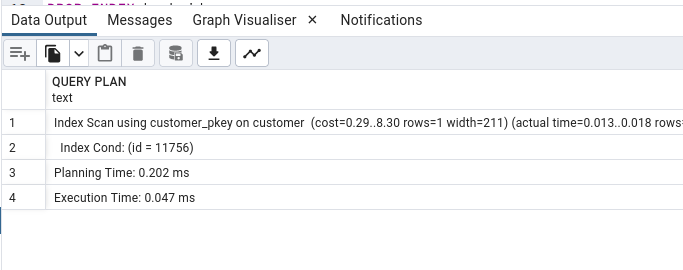 Data Output Messages Graph Visualiser × Notifications
QUERY PLAN
text
1 Index Scan using customer_pkey on customer (cost=0.29..8.30 rows=1 width=211) (actual time=0.013..0.018 rows=
2 Index Cond: (id = 11756)
3 Planning Time: 0.202 ms
4 Execution Time: 0.047 ms